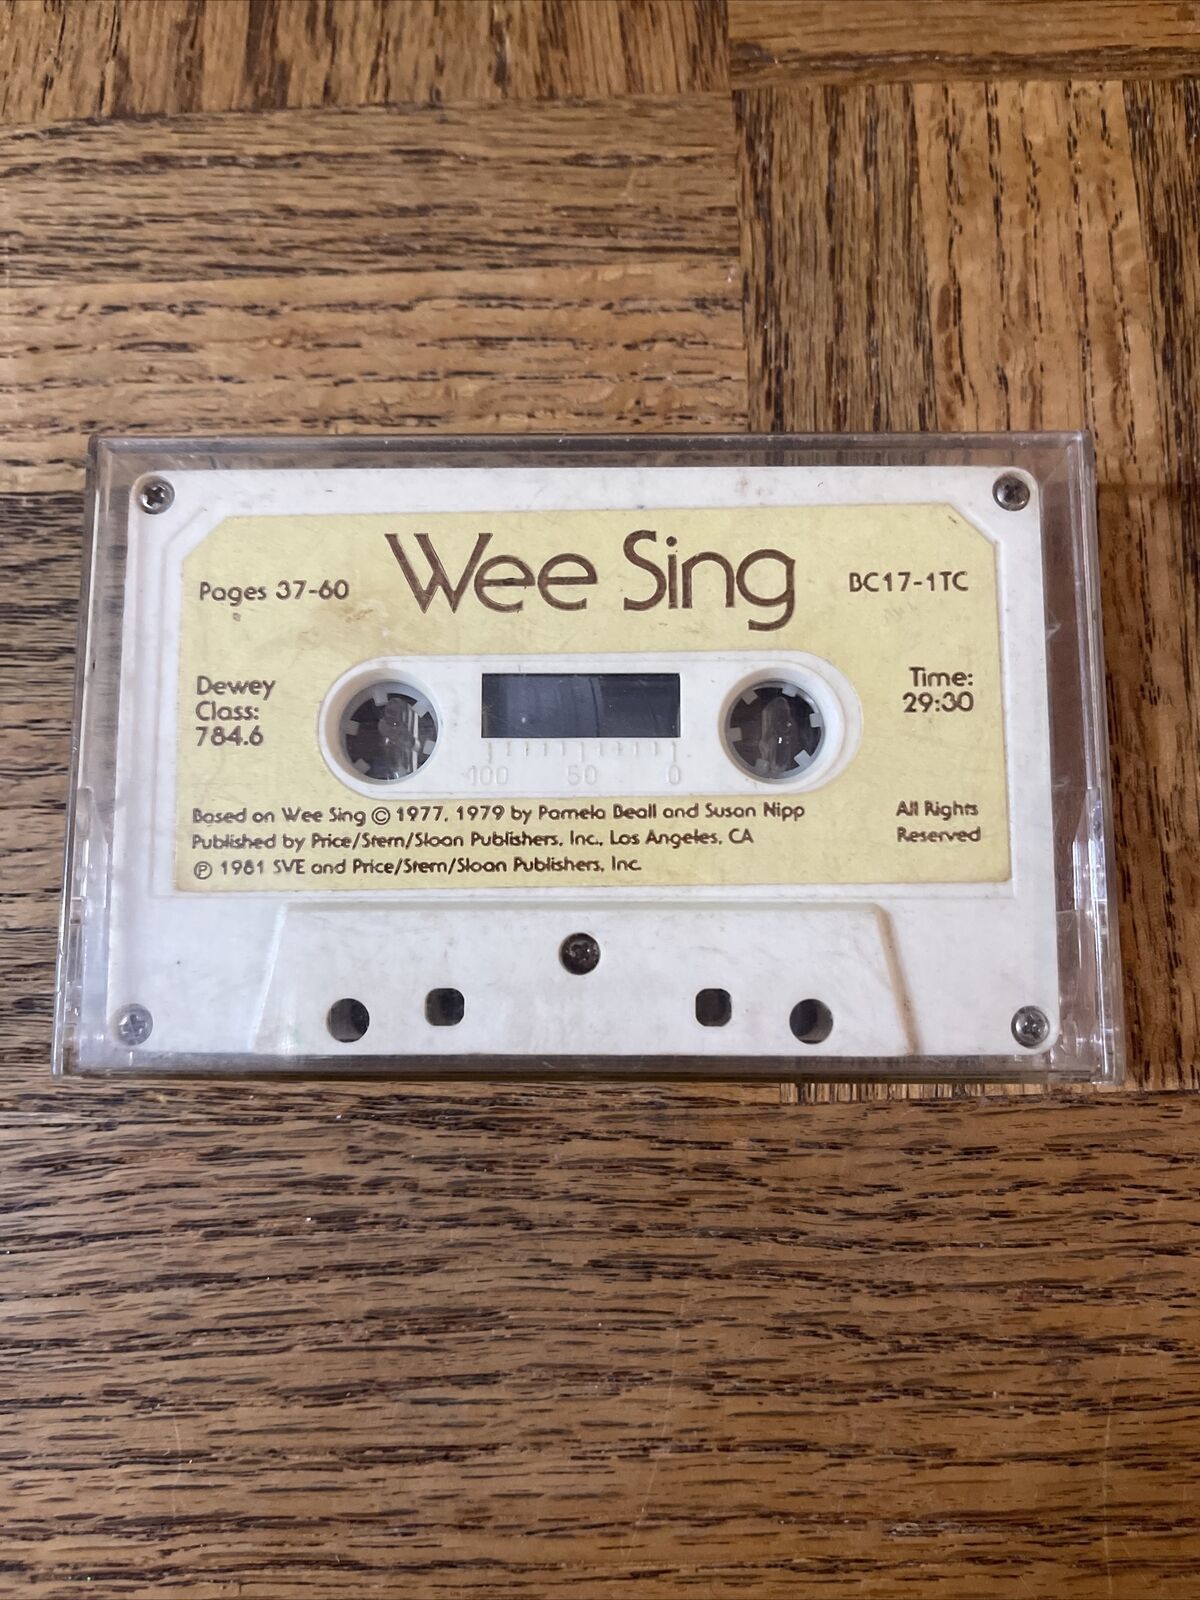 Wee Sing
Pages 37-60
BC17-1TC
Dewey
Class:
784.6
Time:
29:30
100 50 0
Based on Wee Sing © 1977, 1979 by Pamela Beall and Susan Nipp
Published by Price/Stern/Sloan Publishers, Inc., Los Angeles, CA
℗ 1981 SVE and Price/Stern/Sloan Publishers, Inc.
All Rights
Reserved